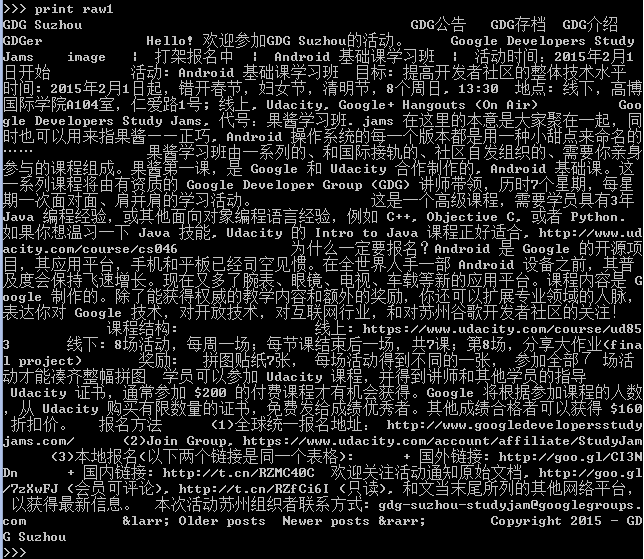 >>> print raw1
GDG Suzhou GDG公告 GDG存档 GDG介绍
GDGer Hello! 欢迎参加GDG Suzhou的活动。 Google Developers Study
Jams image ¦ 打架报名中 ¦ Android 基础课学习班 ¦ 活动时间：2015年2月1
日开始 活动: Android 基础课学习班 目标: 提高开发者社区的整体技术水平
时间: 2015年2月1日起, 错开春节, 妇女节, 清明节, 8个周日, 13:30 地点: 线下, 高博
国际学院A104室, 仁爱路1号; 线上, Udacity, Google+ Hangouts (On Air) Goo
gle Developers Study Jams, 代号: 果酱学习班. jams 在这里的本意是大家聚在一起, 同
时也可以用来指果酱——正巧, Android 操作系统的每一个版本都是用一种小甜点来命名的
…… 果酱学习班由一系列的、和国际接轨的、社区自发组织的、需要你亲身
参与的课程组成。果酱第一课, 是 Google 和 Udacity 合作制作的, Android 基础课。这
一系列课程将由有资质的 Google Developer Group (GDG) 讲师带领, 历时7个星期, 每星
期一次面对面、肩并肩的学习活动。 这是一个高级课程, 需要学员具有3年
Java 编程经验, 或其他面向对象编程语言经验, 例如 C++, Objective C, 或者 Python.
如果你想温习一下 Java 技能, Udacity 的 Intro to Java 课程正好适合, http://www.ud
acity.com/course/cs046 为什么一定要报名？Android 是 Google 的开源项
目, 其应用平台, 手机和平板已经司空见惯。在全世界人手一部 Android 设备之前, 其普
及度会保持飞速增长。现在又多了腕表、眼镜、电视、车载等新的应用平台。课程内容是 G
oogle 制作的。除了能获得权威的教学内容和额外的奖励, 你还可以扩展专业领域的人脉,
表达你对 Google 技术, 对开放技术, 对互联网行业, 和对苏州谷歌开发者社区的关注!
课程结构: 线上: https://www.udacity.com/course/ud85
3 线下: 8场活动, 每周一场; 每节课结束后一场, 共7课; 第8场, 分享大作业(fina
l project) 奖励: 拼图贴纸7张, 每场活动得到不同的一张, 参加全部7 场活
动才能凑齐整幅拼图 学员可以参加 Udacity 课程, 并得到讲师和其他学员的指导
Udacity 证书, 通常参加 $200 的付费课程才有机会获得。Google 将根据参加课程的人数
, 从 Udacity 购买有限数量的证书, 免费发给成绩优秀者。其他成绩合格者可以获得 $160
折扣价。 报名方法 (1)全球统一报名地址: http://www.googledevelopersstudy
jams.com/ (2)Join Group, https://www.udacity.com/account/affiliate/StudyJam
(3)本地报名(以下两个链接是同一个表格): + 国外链接: http://goo.gl/CI3N
Dn + 国内链接: http://t.cn/RZMC40C 欢迎关注活动通知原始文档, http://goo.gl
/7zXwFJ (会员可评论), http://t.cn/RZfCi6I (只读), 和文当末尾所列的其他网络平台,
以获得最新信息。 本次活动苏州组织者联系方式: gdg-suzhou-studyjam@googlegroups.
com &larr; Older posts Newer posts &rarr; Copyright 2015 - GD
G Suzhou
>>>